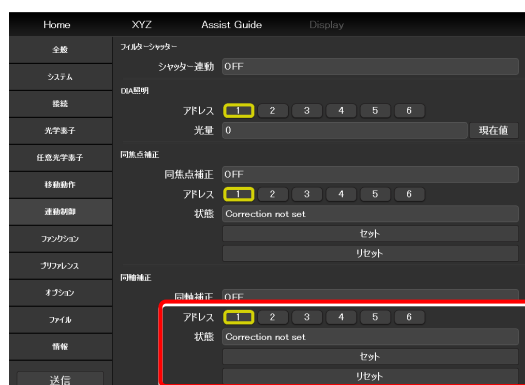 Home XYZ Assist Guide Display
全般
システム
接続
光学素子
任意光学素子
移動動作
連動制御
ファンクション
プリファレンス
オプション
ファイル
情報
送信
フィルターシャッター
シャッター連動 OFF
DIA照明
アドレス 1 2 3 4 5 6
光量 0 現在値
同焦点補正
同焦点補正 OFF
アドレス 1 2 3 4 5 6
状態 Correction not set
セット
リセット
同軸補正
同軸補正 OFF
アドレス 1 2 3 4 5 6
状態 Correction not set
セット
リセット